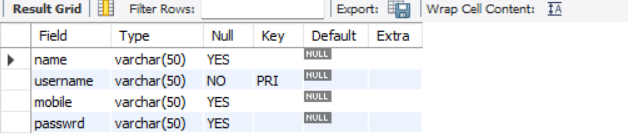 Result Grid Filter Rows: Export: Wrap Cell Content: IA
Field Type Null Key Default Extra
name varchar(50) YES NULL
username varchar(50) NO PRI NULL
mobile varchar(50) YES NULL
passwrd varchar(50) YES NULL